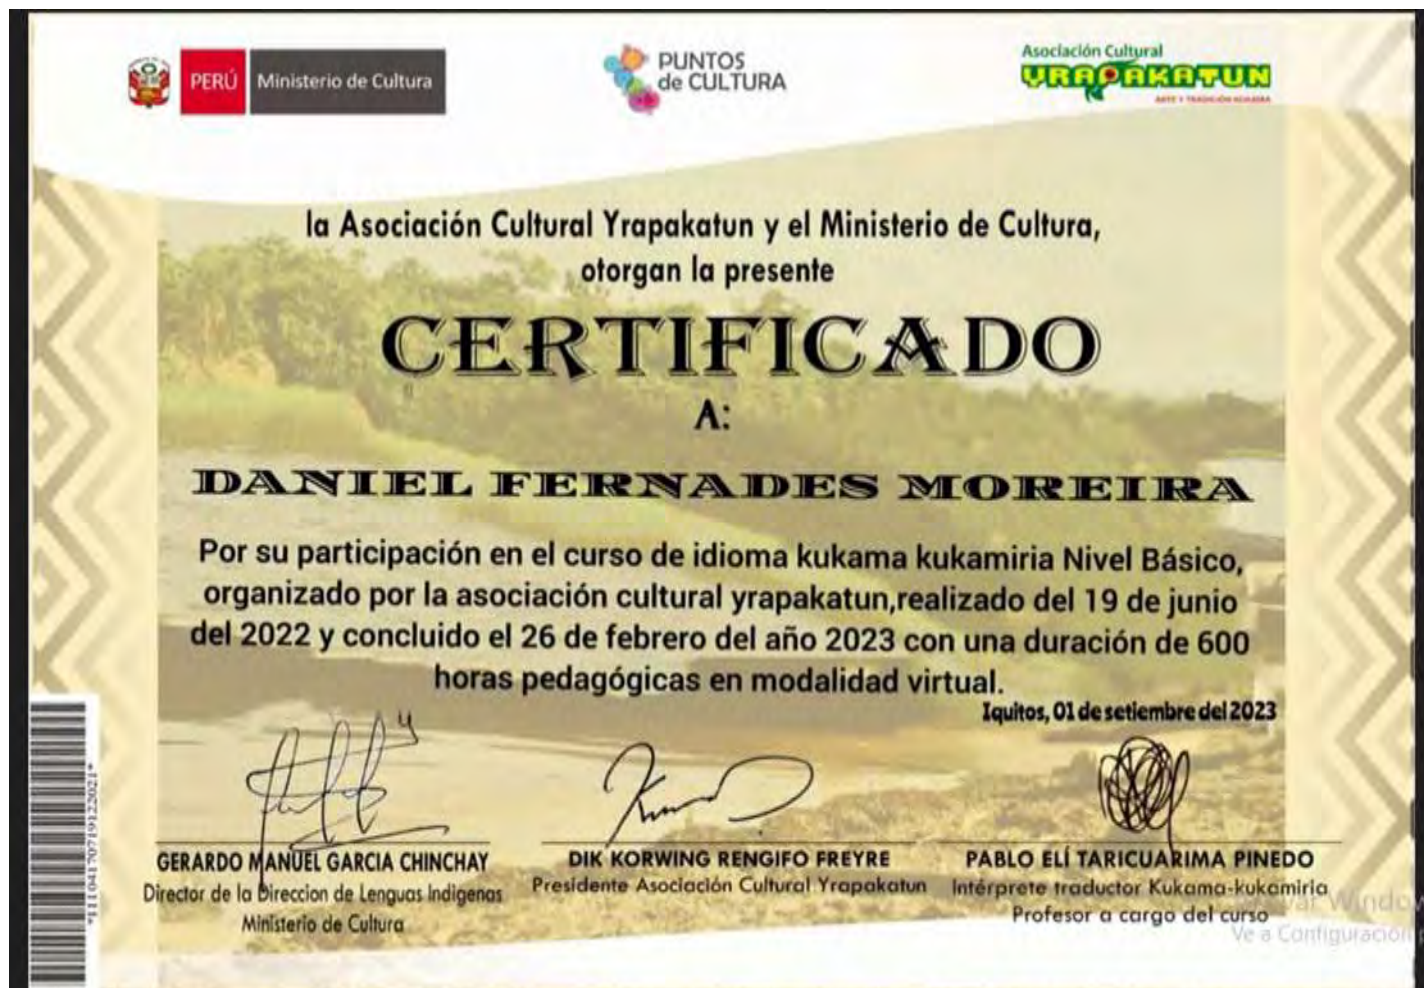 PERÚ
Ministerio de Cultura
PUNTOS
de CULTURA
Asociación Cultural
YRAPAKATUN
ARTE Y TRADICIÓN KUKAMA
la Asociación Cultural Yrapakatun y el Ministerio de Cultura,
otorgan la presente
CERTIFICADO
A:
DANIEL FERNADES MOREIRA
Por su participación en el curso de idioma kukama kukamiria Nivel Básico,
organizado por la asociación cultural yrapakatun,realizado del 19 de junio
del 2022 y concluido el 26 de febrero del año 2023 con una duración de 600
horas pedagógicas en modalidad virtual.
Iquitos, 01 de setiembre del 2023
GERARDO MANUEL GARCIA CHINCHAY
Director de la Direccion de Lenguas Indigenas
Ministerio de Cultura
DIK KORWING RENGIFO FREYRE
Presidente Asociación Cultural Yrapakatun
PABLO ELÍ TARICUARIMA PINEDO
Intérprete traductor Kukama-kukamiria
Profesor a cargo del curso
Ve a Configuración